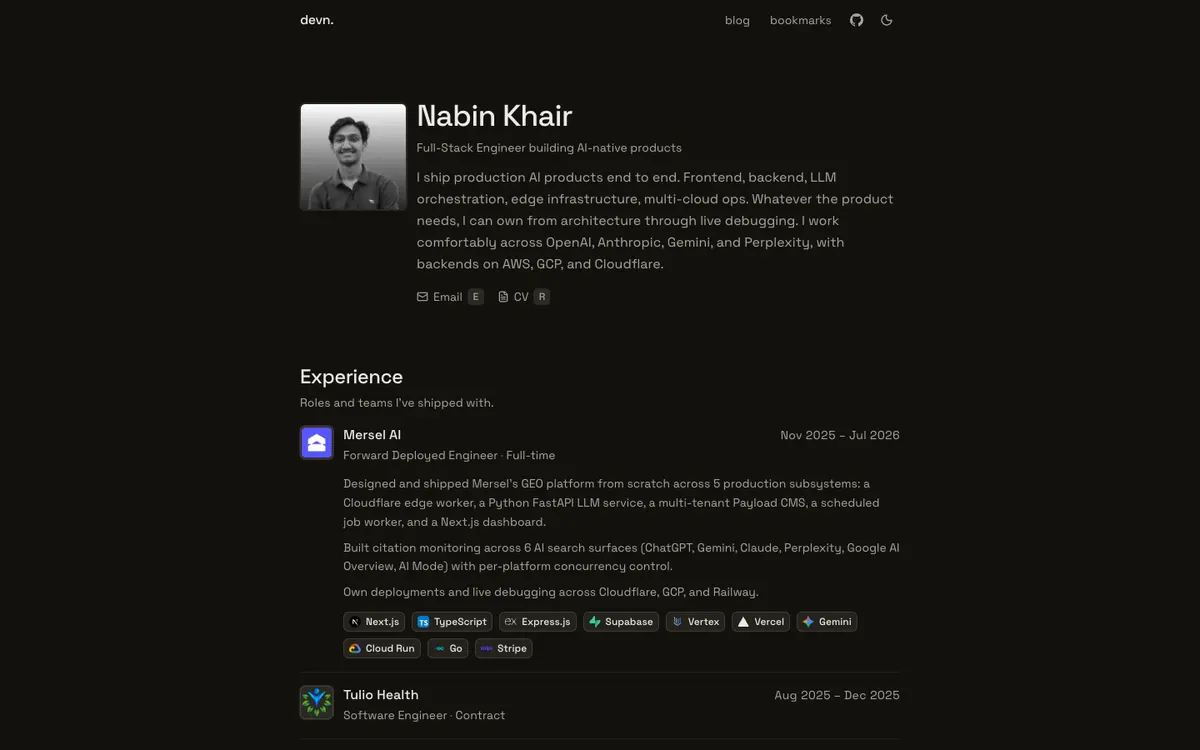 devn.
blog bookmarks
Nabin Khair
Full-Stack Engineer building AI-native products
I ship production AI products end to end. Frontend, backend, LLM
orchestration, edge infrastructure, multi-cloud ops. Whatever the product
needs, I can own from architecture through live debugging. I work
comfortably across OpenAI, Anthropic, Gemini, and Perplexity, with
backends on AWS, GCP, and Cloudflare.
Email E CV R
Experience
Roles and teams I've shipped with.
Mersel AI Nov 2025 – Jul 2026
Forward Deployed Engineer · Full-time
Designed and shipped Mersel's GEO platform from scratch across 5 production subsystems: a
Cloudflare edge worker, a Python FastAPI LLM service, a multi-tenant Payload CMS, a scheduled
job worker, and a Next.js dashboard.
Built citation monitoring across 6 AI search surfaces (ChatGPT, Gemini, Claude, Perplexity, Google AI
Overview, AI Mode) with per-platform concurrency control.
Own deployments and live debugging across Cloudflare, GCP, and Railway.
N Next.js TS TypeScript ex Express.js Supabase Vertex Vercel Gemini
Cloud Run Go Stripe
Tulio Health Aug 2025 – Dec 2025
Software Engineer · Contract